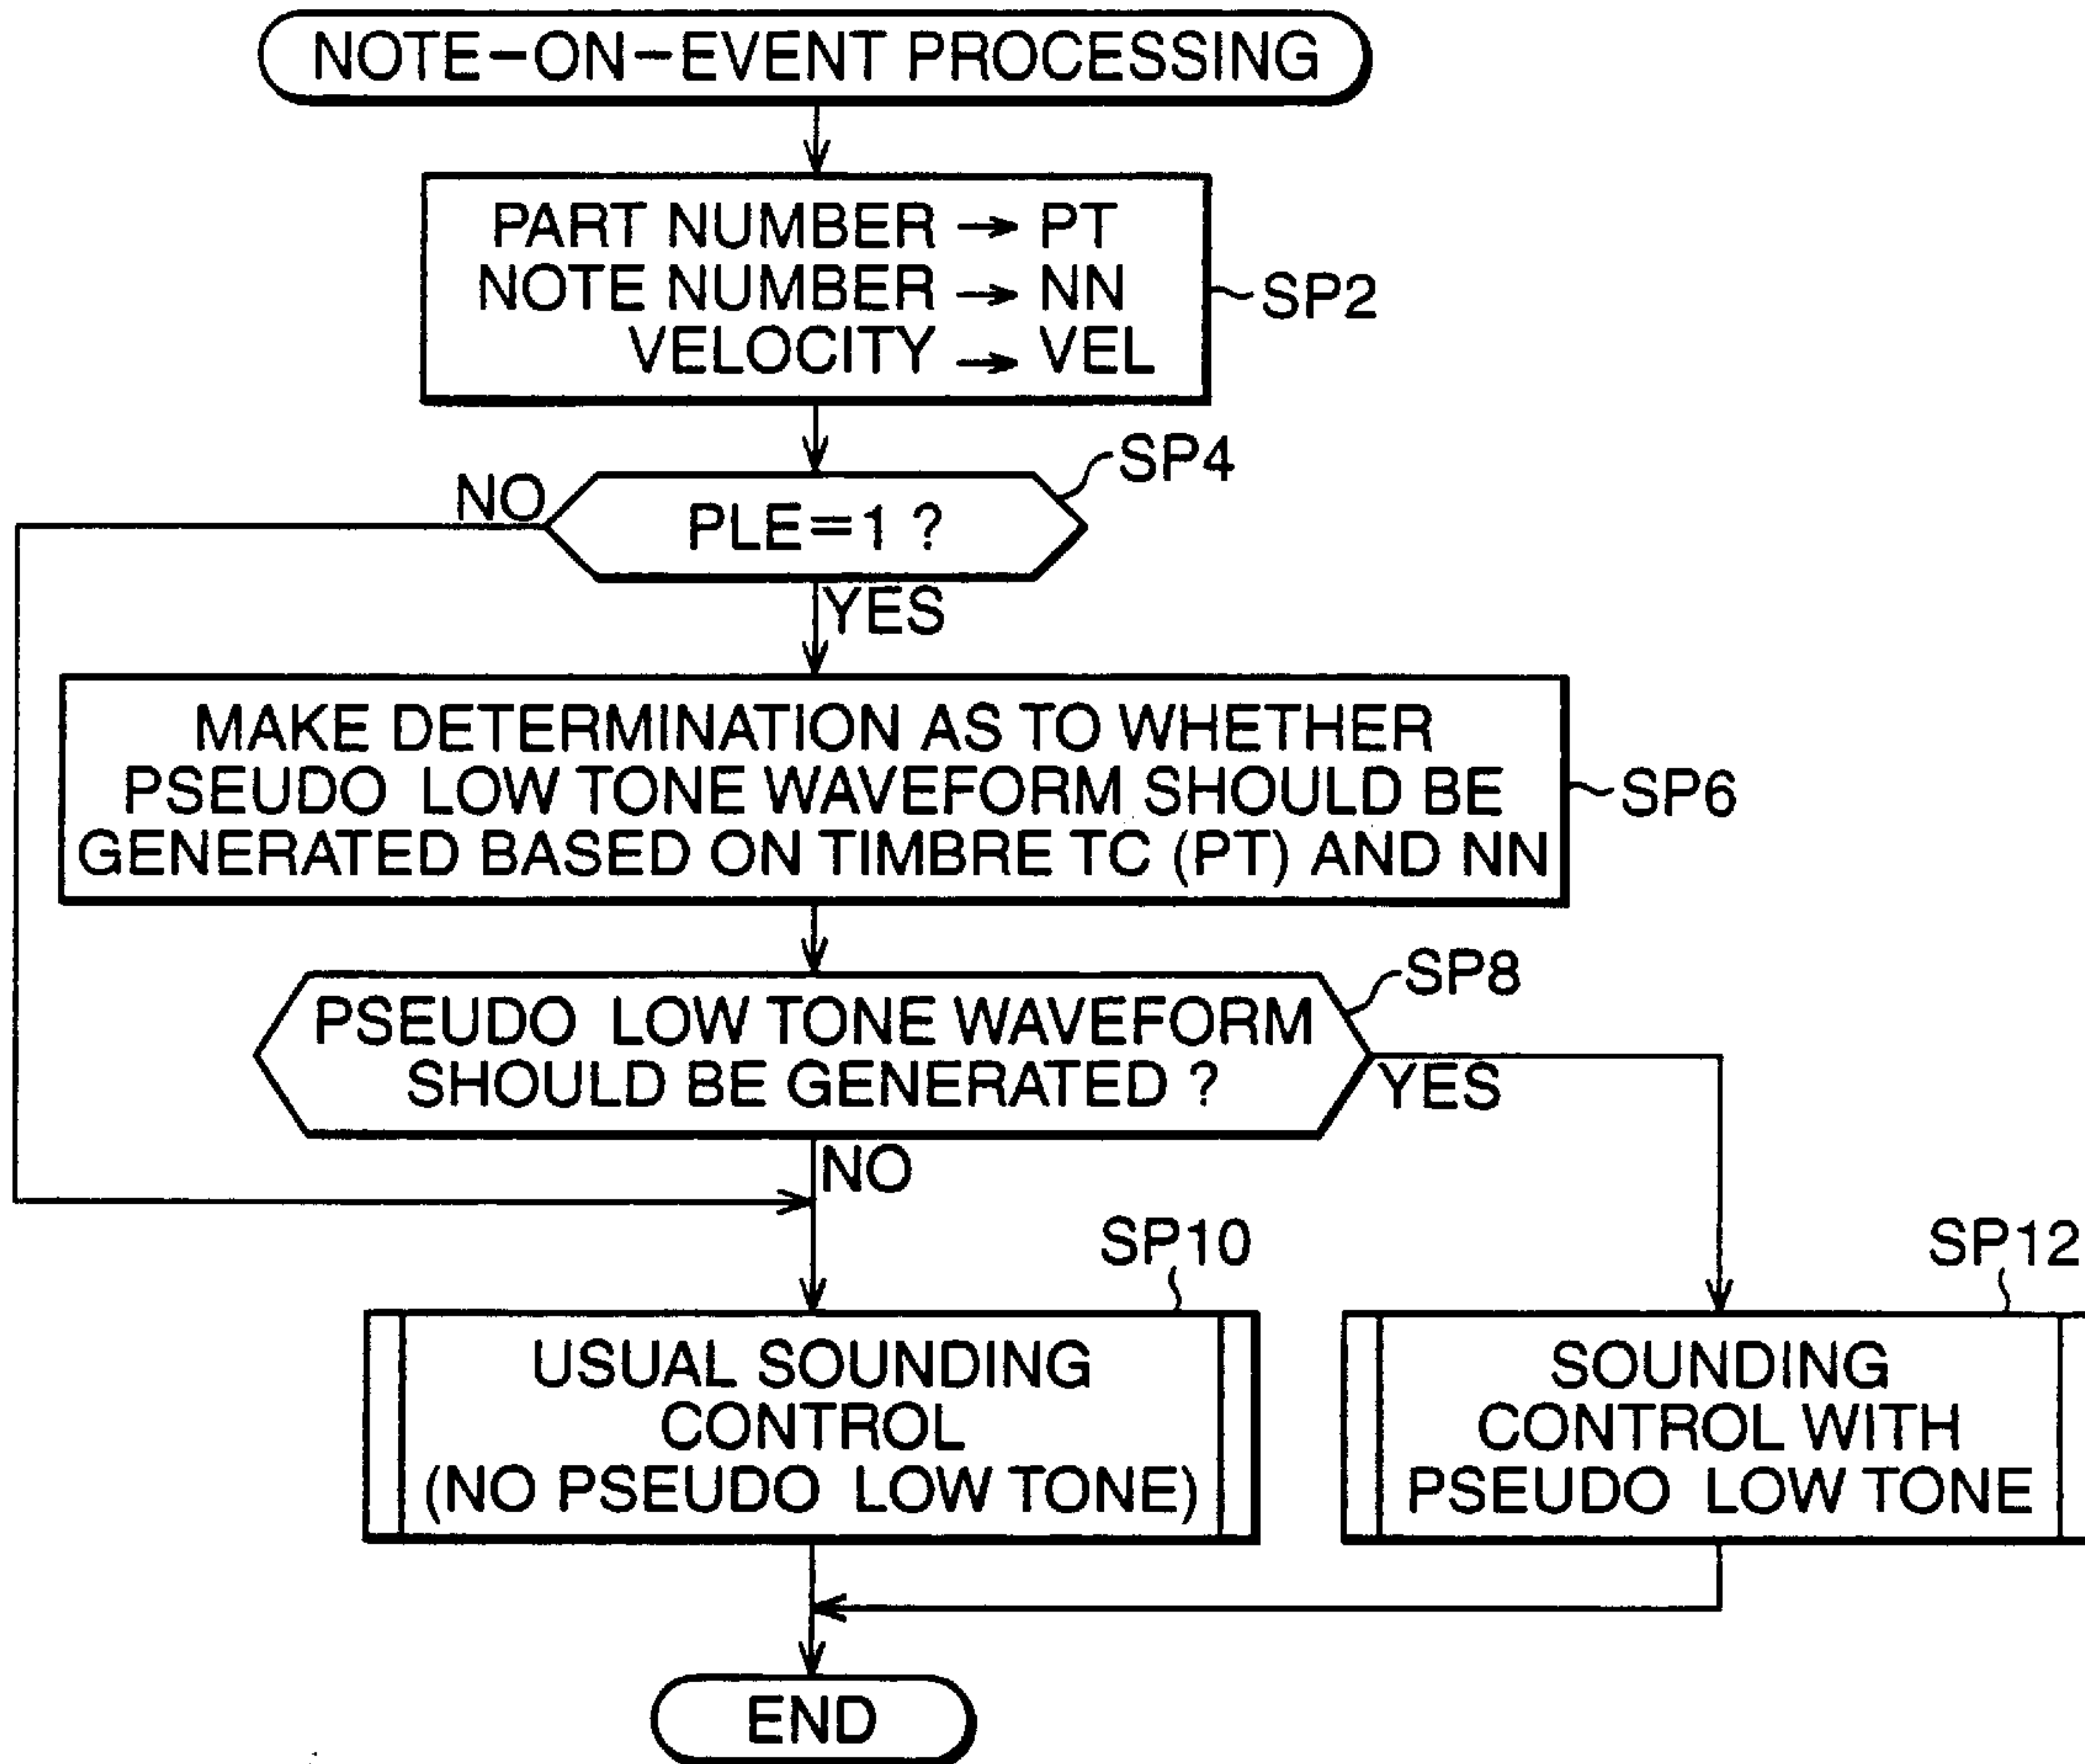 NOTE-ON-EVENT PROCESSING
PART NUMBER → PT
NOTE NUMBER → NN
VELOCITY → VEL
SP2
SP4
NO
PLE=1 ?
YES
MAKE DETERMINATION AS TO WHETHER
PSEUDO LOW TONE WAVEFORM SHOULD BE
GENERATED BASED ON TIMBRE TC (PT) AND NN
SP6
SP8
PSEUDO LOW TONE WAVEFORM
SHOULD BE GENERATED ?
YES
NO
SP10
SP12
USUAL SOUNDING
CONTROL
(NO PSEUDO LOW TONE)
SOUNDING
CONTROL WITH
PSEUDO LOW TONE
END